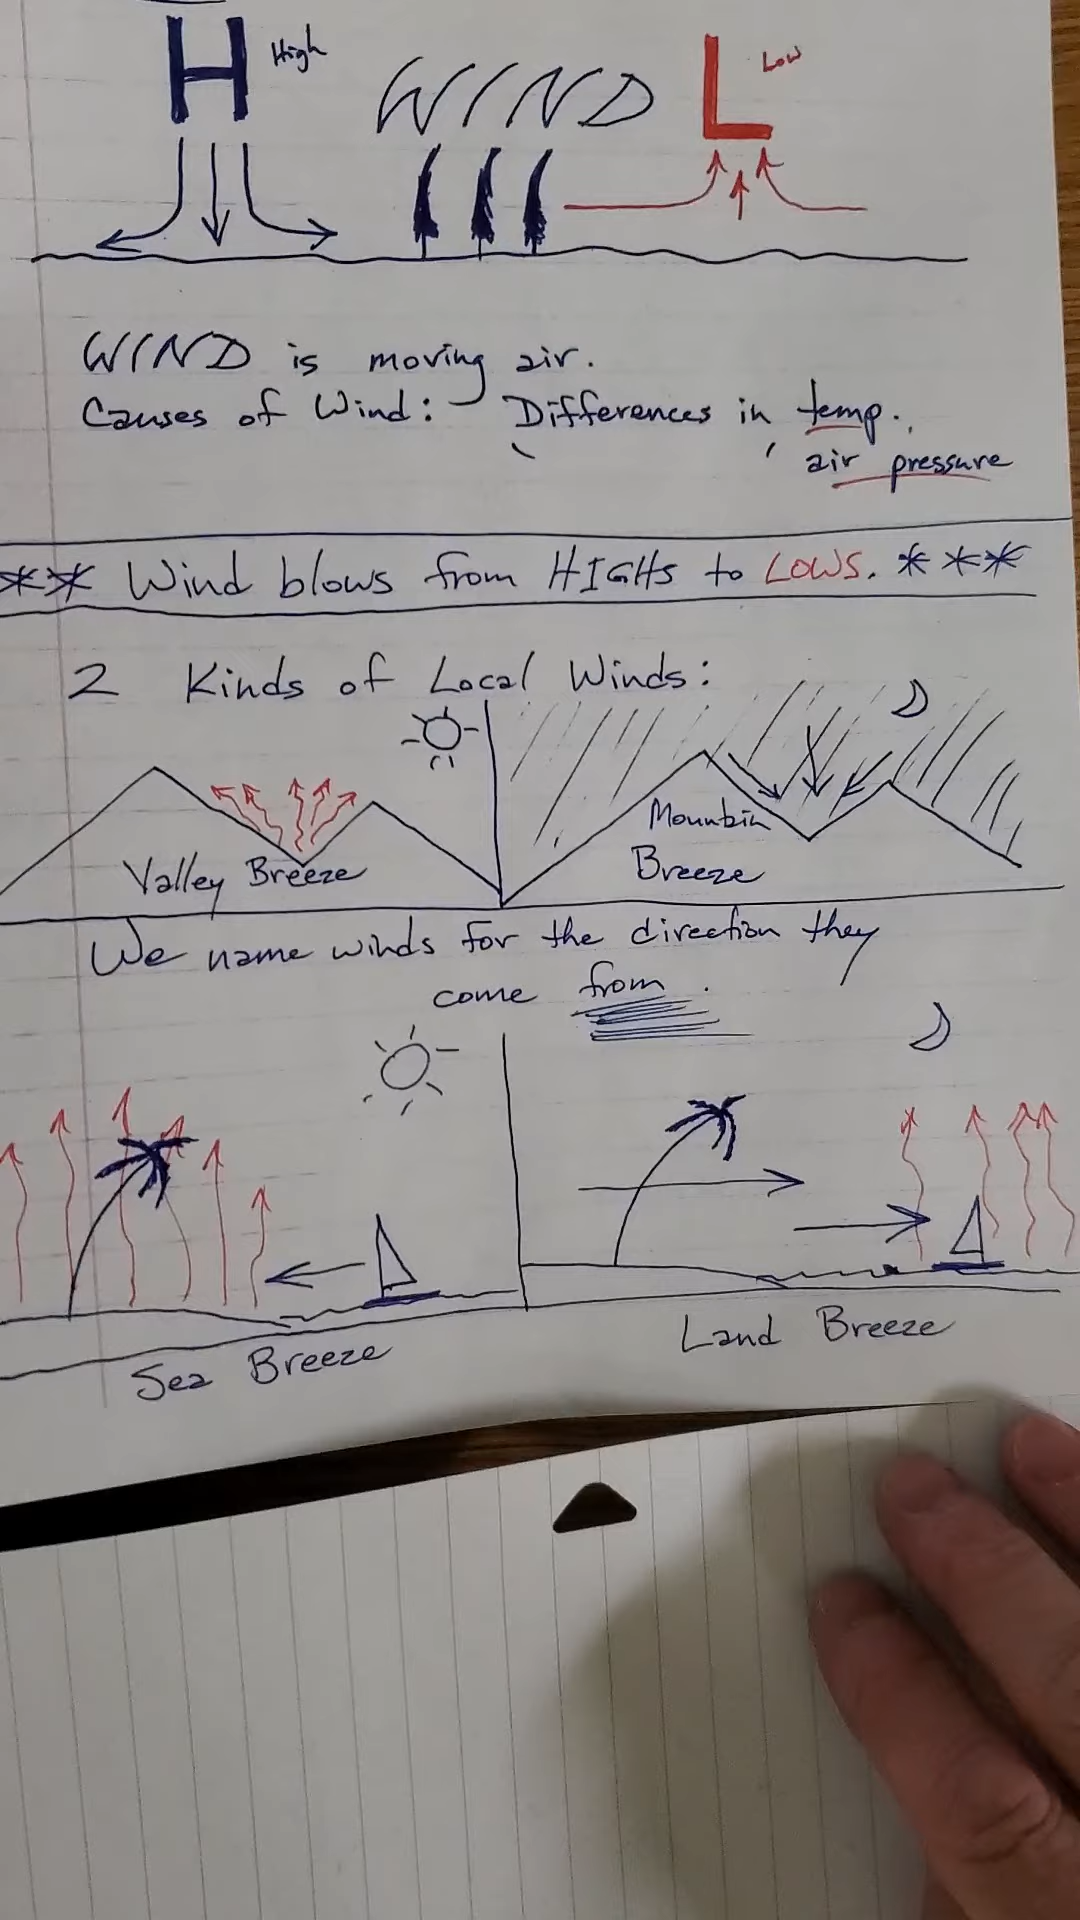 H High
WIND
L Low
WIND is moving air.
Causes of Wind: Differences in temp.,
air pressure
** Wind blows from HIGHs to LOWS. ***
2 Kinds of Local Winds:
Valley Breeze
Mountain
Breeze
We name winds for the direction they
come from.
Sea Breeze
Land Breeze